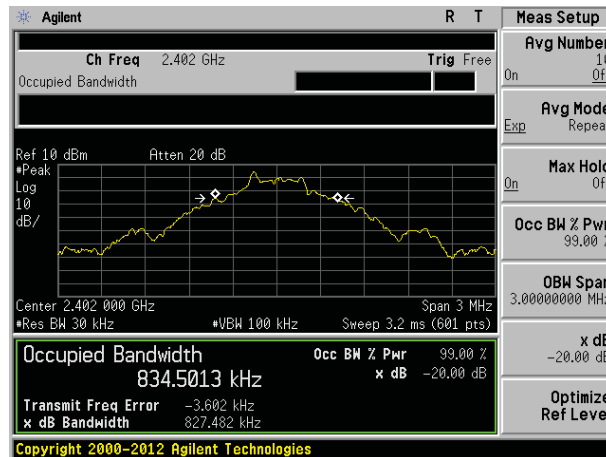 Agilent R T
Ch Freq 2.402 GHz Trig Free
Occupied Bandwidth
Ref 10 dBm Atten 20 dB
#Peak
Log
10
dB/
Center 2.402 000 GHz Span 3 MHz
#Res BW 30 kHz #VBW 100 kHz Sweep 3.2 ms (601 pts)
Occupied Bandwidth
834.5013 kHz
Occ BW % Pwr 99.00 %
x dB -20.00 dB
Transmit Freq Error -3.602 kHz
x dB Bandwidth 827.482 kHz
Copyright 2000-2012 Agilent Technologies
Meas Setup
Avg Number
10
On Of
Avg Mode
Exp Repea
Max Hold
On Of
Occ BW % Pwr
99.00 %
OBW Span
3.00000000 MHz
x dB
-20.00 dB
Optimize
Ref Leve